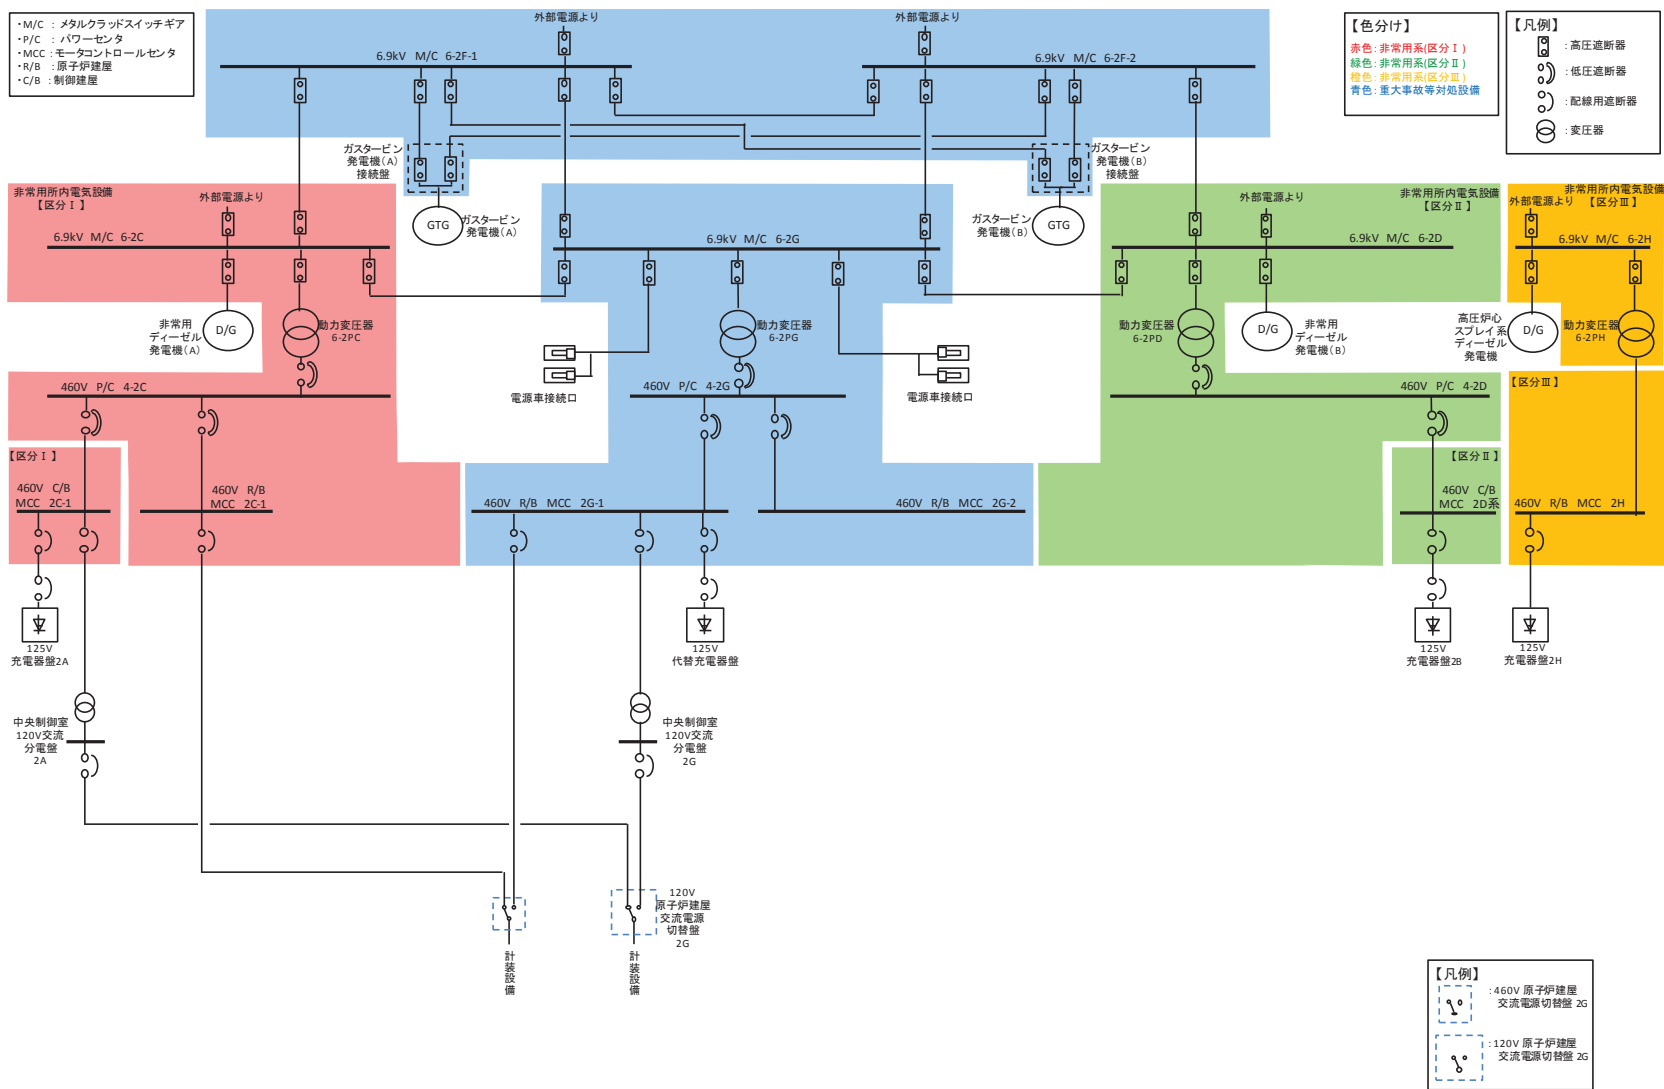 ・M/C : メタルクラッドスイッチギア
・P/C : パワーセンタ
・MCC : モータコントロールセンタ
・R/B : 原子炉建屋
・C/B : 制御建屋
外部電源より
外部電源より
6.9kV M/C 6-2F-1
6.9kV M/C 6-2F-2
【色分け】
赤色：非常用系(区分Ⅰ)
緑色：非常用系(区分Ⅱ)
橙色：非常用系(区分Ⅲ)
青色：重大事故等対処設備
【凡例】
：高圧遮断器
：低圧遮断器
：配線用遮断器
：変圧器
ガスタービン
発電機(A)
接続盤
ガスタービン
発電機(B)
接続盤
GTG
ガスタービン
発電機(A)
ガスタービン
発電機(B)
GTG
非常用所内電気設備
【区分Ⅰ】
外部電源より
6.9kV M/C 6-2C
6.9kV M/C 6-2G
外部電源より
非常用所内電気設備
【区分Ⅱ】
6.9kV M/C 6-2D
非常用所内電気設備
【区分Ⅲ】
外部電源より
6.9kV M/C 6-2H
非常用
ディーゼル
発電機(A)
D/G
動力変圧器
6-2PC
動力変圧器
6-2PG
動力変圧器
6-2PD
D/G
非常用
ディーゼル
発電機(B)
高圧炉心
スプレイ系
ディーゼル
発電機
D/G
動力変圧器
6-2PH
電源車接続口
電源車接続口
460V P/C 4-2C
460V P/C 4-2G
460V P/C 4-2D
【区分Ⅲ】
【区分Ⅰ】
460V C/B
MCC 2C-1
460V R/B
MCC 2C-1
460V R/B MCC 2G-1
460V R/B MCC 2G-2
【区分Ⅱ】
460V C/B
MCC 2D系
460V R/B MCC 2H
125V
充電器盤2A
125V
代替充電器盤
125V
充電器盤2B
125V
充電器盤2H
中央制御室
120V交流
分電盤
2A
中央制御室
120V交流
分電盤
2G
120V
原子炉建屋
交流電源
切替盤
2G
計装設備
計装設備
【凡例】
：460V 原子炉建屋
交流電源切替盤 2G
：120V 原子炉建屋
交流電源切替盤 2G